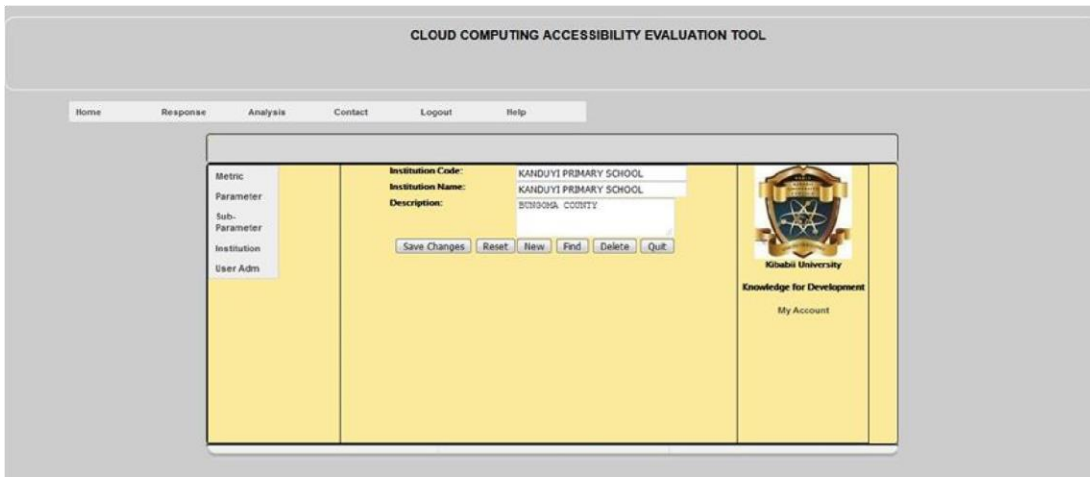 CLOUD COMPUTING ACCESSIBILITY EVALUATION TOOL
Home Response Analysis Contact Logout Help
Metric
Parameter
Sub-
Parameter
Institution
User Adm
Institution Code: KANDUYI PRIMARY SCHOOL
Institution Name: KANDUYI PRIMARY SCHOOL
Description: BUNGOMA COUNTY
Save Changes Reset New Find Delete Quit
Kibabii University
Knowledge for Development
My Account